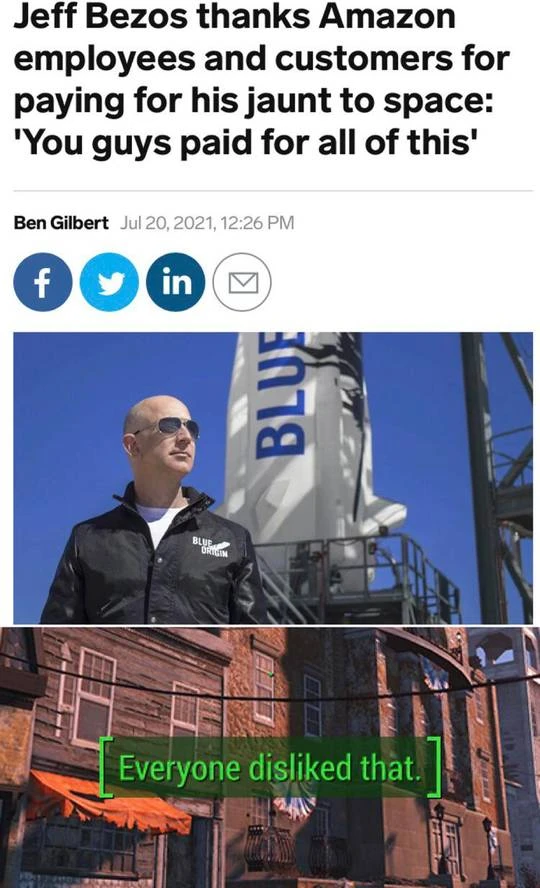 Jeff Bezos thanks Amazon
employees and customers for
paying for his jaunt to space:
'You guys paid for all of this'
Ben Gilbert Jul 20, 2021, 12:26 PM
f in
BLUE
BLUE
ORIGIN
[Everyone disliked that.]